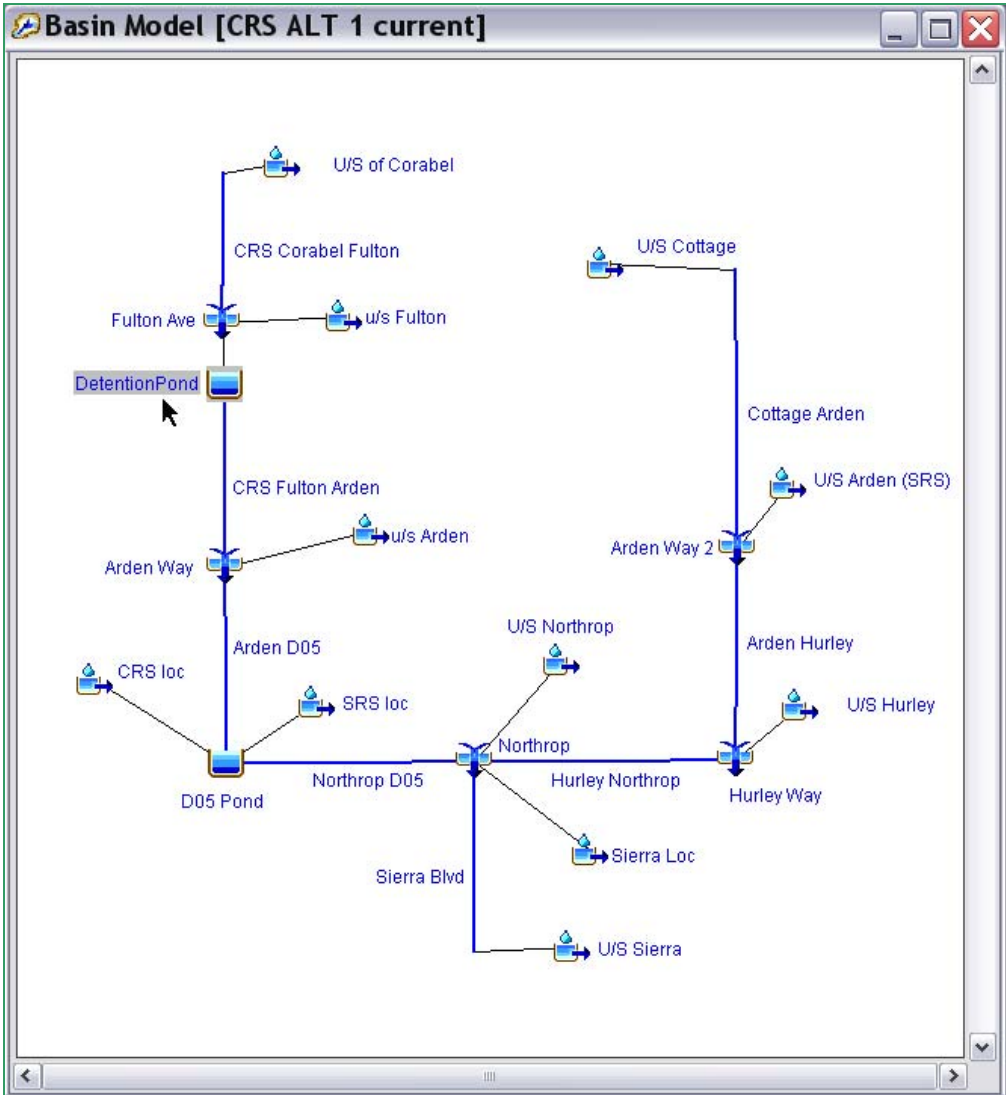 Basin Model [CRS ALT 1 current]
U/S of Corabel
U/S Cottage
CRS Corabel Fulton
Fulton Ave
u/s Fulton
DetentionPond
Cottage Arden
CRS Fulton Arden
U/S Arden (SRS)
u/s Arden
Arden Way 2
Arden Way
U/S Northrop
Arden D05
Arden Hurley
CRS loc
SRS loc
U/S Hurley
Northrop
Northrop D05
Hurley Northrop
D05 Pond
Hurley Way
Sierra Loc
Sierra Blvd
U/S Sierra